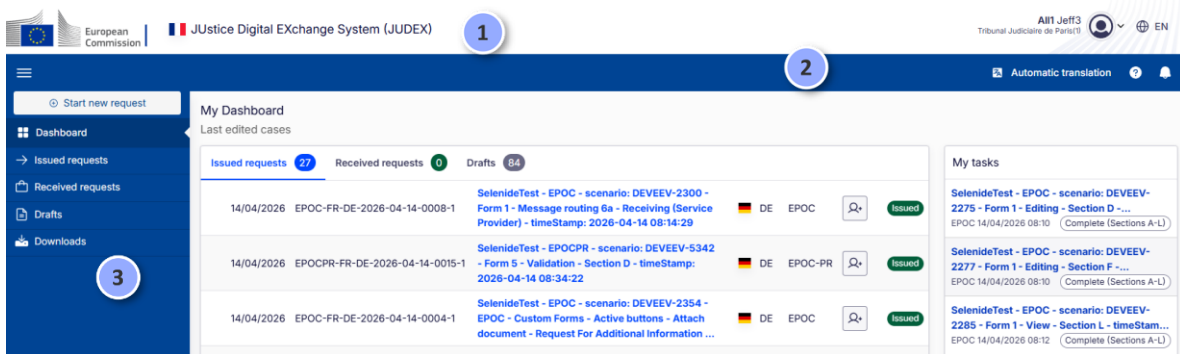 European
Commission
JUstice Digital EXchange System (JUDEX)
1
All1 Jeff3
Tribunal Judiciaire de Paris(1)
EN
2
Automatic translation
?
Start new request
Dashboard
Issued requests
Received requests
Drafts
Downloads
3
My Dashboard
Last edited cases
Issued requests 27 Received requests 0 Drafts 84
14/04/2026 EPOC-FR-DE-2026-04-14-0008-1
SelenideTest - EPOC - scenario: DEVEEV-2300 -
Form 1 - Message routing 6a - Receiving (Service
Provider) - timeStamp: 2026-04-14 08:14:29
DE EPOC Issued
14/04/2026 EPOCPR-FR-DE-2026-04-14-0015-1
SelenideTest - EPOCPR - scenario: DEVEEV-5342
- Form 5 - Validation - Section D - timeStamp:
2026-04-14 08:34:22
DE EPOC-PR Issued
14/04/2026 EPOC-FR-DE-2026-04-14-0004-1
SelenideTest - EPOC - scenario: DEVEEV-2354 -
EPOC - Custom Forms - Active buttons - Attach
document - Request For Additional Information ...
DE EPOC Issued
My tasks
SelenideTest - EPOC - scenario: DEVEEV-
2275 - Form 1 - Editing - Section D -...
EPOC 14/04/2026 08:10 Complete (Sections A-L)
SelenideTest - EPOC - scenario: DEVEEV-
2277 - Form 1 - Editing - Section F -...
EPOC 14/04/2026 08:10 Complete (Sections A-L)
SelenideTest - EPOC - scenario: DEVEEV-
2285 - Form 1 - View - Section L - timeStam...
EPOC 14/04/2026 08:12 Complete (Sections A-L)